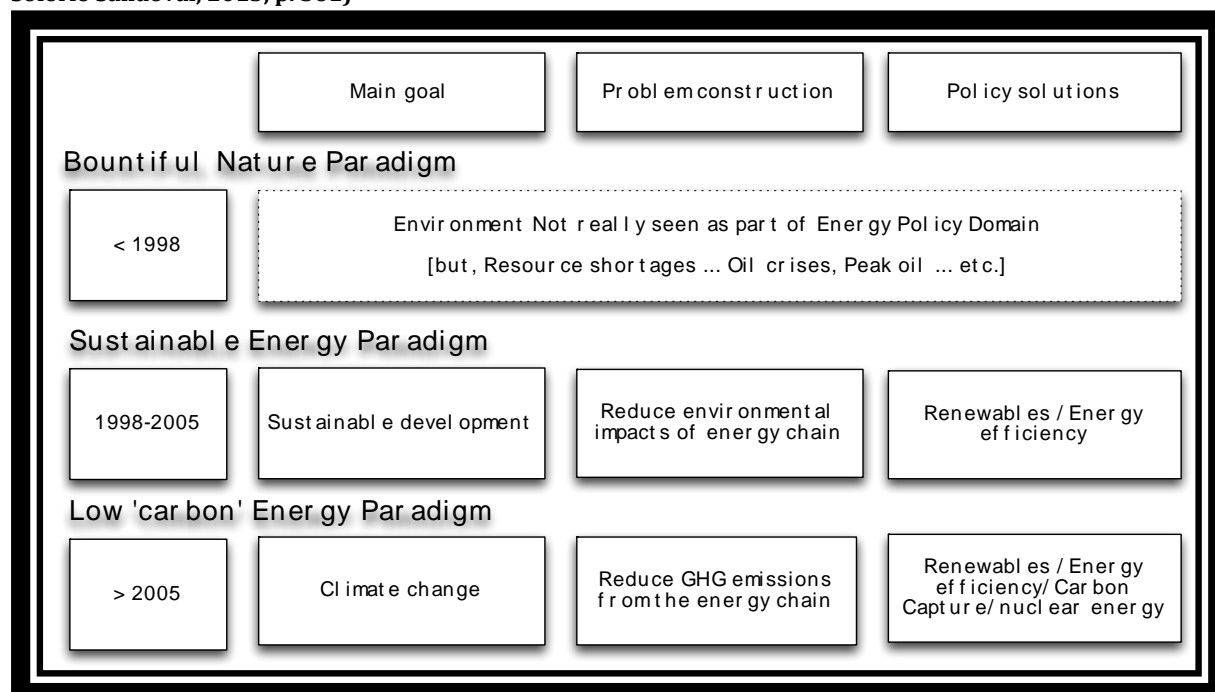 Main goal
Problem construction
Policy solutions
Bountiful Nature Paradigm
< 1998
Environment Not really seen as part of Energy Policy Domain
[but, Resource shortages ... Oil crises, Peak oil ... etc.]
Sustainable Energy Paradigm
1998-2005
Sustainable development
Reduce environmental
impacts of energy chain
Renewables / Energy
efficiency
Low 'carbon' Energy Paradigm
> 2005
Climate change
Reduce GHG emissions
from the energy chain
Renewables / Energy
efficiency/ Carbon
Capture/ nuclear energy